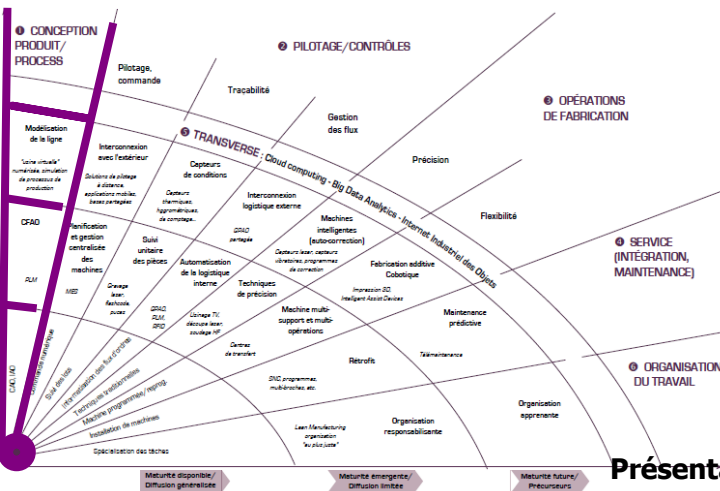 ❶ CONCEPTION
PRODUIT/
PROCESS
Pilotage,
commande
❷ PILOTAGE/CONTRÔLES
Traçabilité
Gestion
des flux
❸ OPÉRATIONS
DE FABRICATION
Précision
Flexibilité
❹ SERVICE
(INTÉGRATION,
MAINTENANCE)
❺ TRANSVERSE : Cloud computing - Big Data Analytics - Internet Industriel des Objets
❻ ORGANISATION
DU TRAVAIL
Modélisation
de la ligne
"usine virtuelle"
numérisée, simulation
de processus de
production
Interconnexion
avec l'extérieur
Solutions de pilotage
à distance,
applications mobiles,
bases partagées
Capteurs
de conditions
Capteurs
thermiques,
hygrométriques,
de comptage...
Interconnexion
logistique externe
GPAO
partagée
Machines
intelligentes
(auto-correction)
Capteurs laser, capteurs
vibratoires, programmes
de correction
Fabrication additive
Cobotique
Impression 3D,
Intelligent Assist Devices
Maintenance
prédictive
Télémaintenance
Organisation
apprenante
CFAO
PLM
Planification
et gestion
centralisée
des
machines
MES
Suivi
unitaire
des pièces
Gravage
laser,
flashcode,
puces
Automatisation
de la logistique
interne
GPAO,
PLM,
RFID
Techniques
de précision
Usinage TV,
découpe laser,
soudage HF
Machine multi-
support et multi-
opérations
Centres
de transfert
Rétrofit
SNC, programmes,
multi-broches, etc.
Organisation
responsabilisante
Lean Manufacturing
organisation
"au plus juste"
CAO, IAO
Commande numérique
Suivi des lots
Informatisation des flux d'ordres
Techniques traditionnelles
Machine programmée/reprog.
Installation de machines
Spécialisation des tâches
Maturité disponible/
Diffusion généralisée
Maturité émergente/
Diffusion limitée
Maturité future/
Précurseurs
Présenta